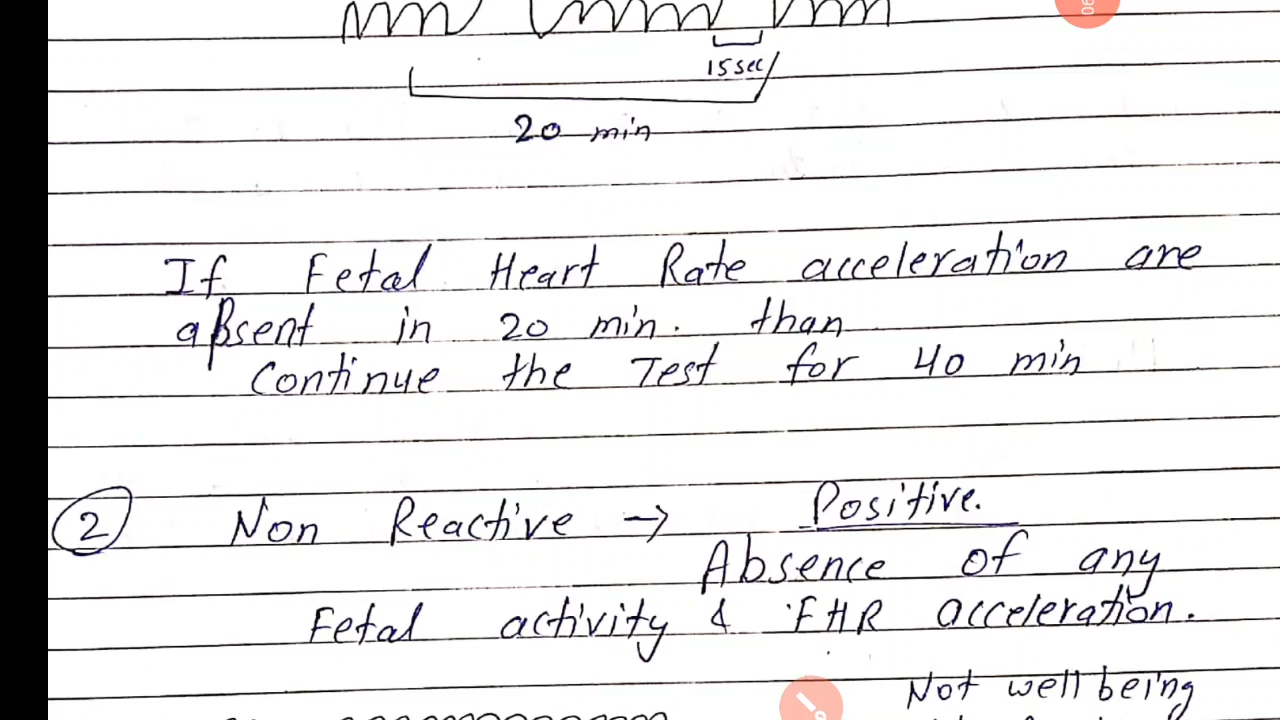 15sec
20 min
If Fetal Heart Rate acceleration are
absent in 20 min. than
Continue the Test for 40 min
2 Non Reactive → Positive.
Absence of any
Fetal activity & FHR acceleration.
Not well being